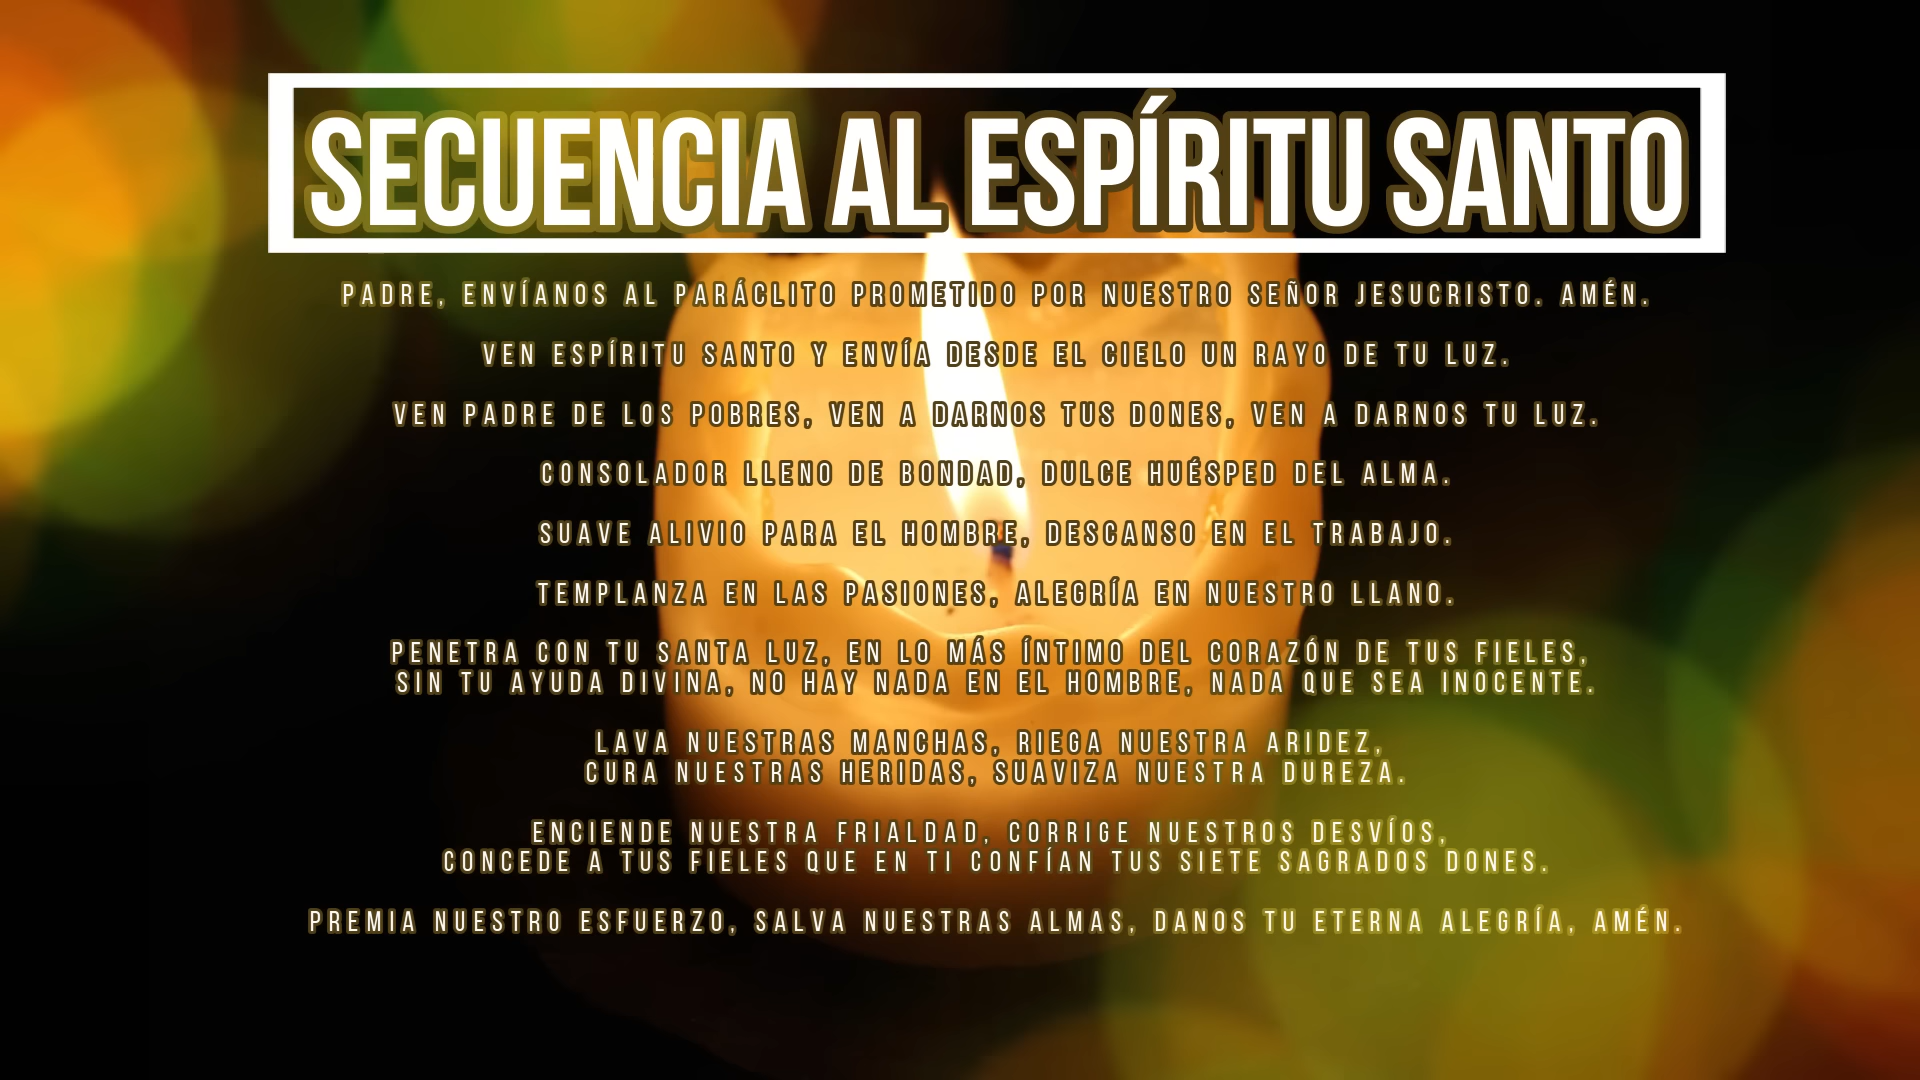 SECUENCIA AL ESPÍRITU SANTO
PADRE, ENVÍANOS AL PARÁCLITO PROMETIDO POR NUESTRO SEÑOR JESUCRISTO. AMÉN.
VEN ESPÍRITU SANTO Y ENVÍA DESDE EL CIELO UN RAYO DE TU LUZ.
VEN PADRE DE LOS POBRES, VEN A DARNOS TUS DONES, VEN A DARNOS TU LUZ.
CONSOLADOR LLENO DE BONDAD, DULCE HUÉSPED DEL ALMA.
SUAVE ALIVIO PARA EL HOMBRE, DESCANSO EN EL TRABAJO.
TEMPLANZA EN LAS PASIONES, ALEGRÍA EN NUESTRO LLANO.
PENETRA CON TU SANTA LUZ, EN LO MÁS ÍNTIMO DEL CORAZÓN DE TUS FIELES,
SIN TU AYUDA DIVINA, NO HAY NADA EN EL HOMBRE, NADA QUE SEA INOCENTE.
LAVA NUESTRAS MANCHAS, RIEGA NUESTRA ARIDEZ,
CURA NUESTRAS HERIDAS, SUAVIZA NUESTRA DUREZA.
ENCIENDE NUESTRA FRIALDAD, CORRIGE NUESTROS DESVÍOS,
CONCEDE A TUS FIELES QUE EN TI CONFÍAN TUS SIETE SAGRADOS DONES.
PREMIA NUESTRO ESFUERZO, SALVA NUESTRAS ALMAS, DANOS TU ETERNA ALEGRÍA, AMÉN.